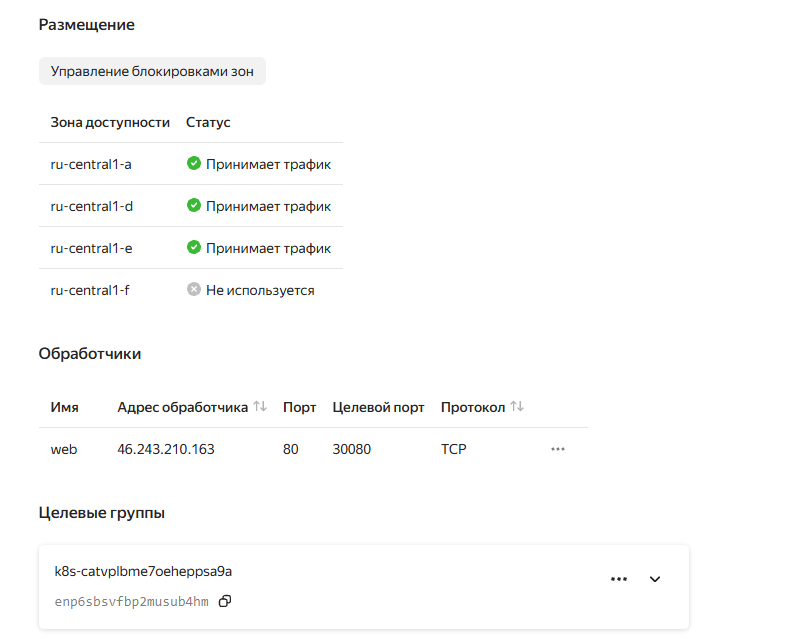 Размещение
Управление блокировками зон
Зона доступности Статус
ru-central1-a Принимает трафик
ru-central1-d Принимает трафик
ru-central1-e Принимает трафик
ru-central1-f Не используется
Обработчики
Имя Адрес обработчика Порт Целевой порт Протокол
web 46.243.210.163 80 30080 TCP
Целевые группы
k8s-catvplbme7oeheppsa9a
enp6sbsvfbp2musub4hm